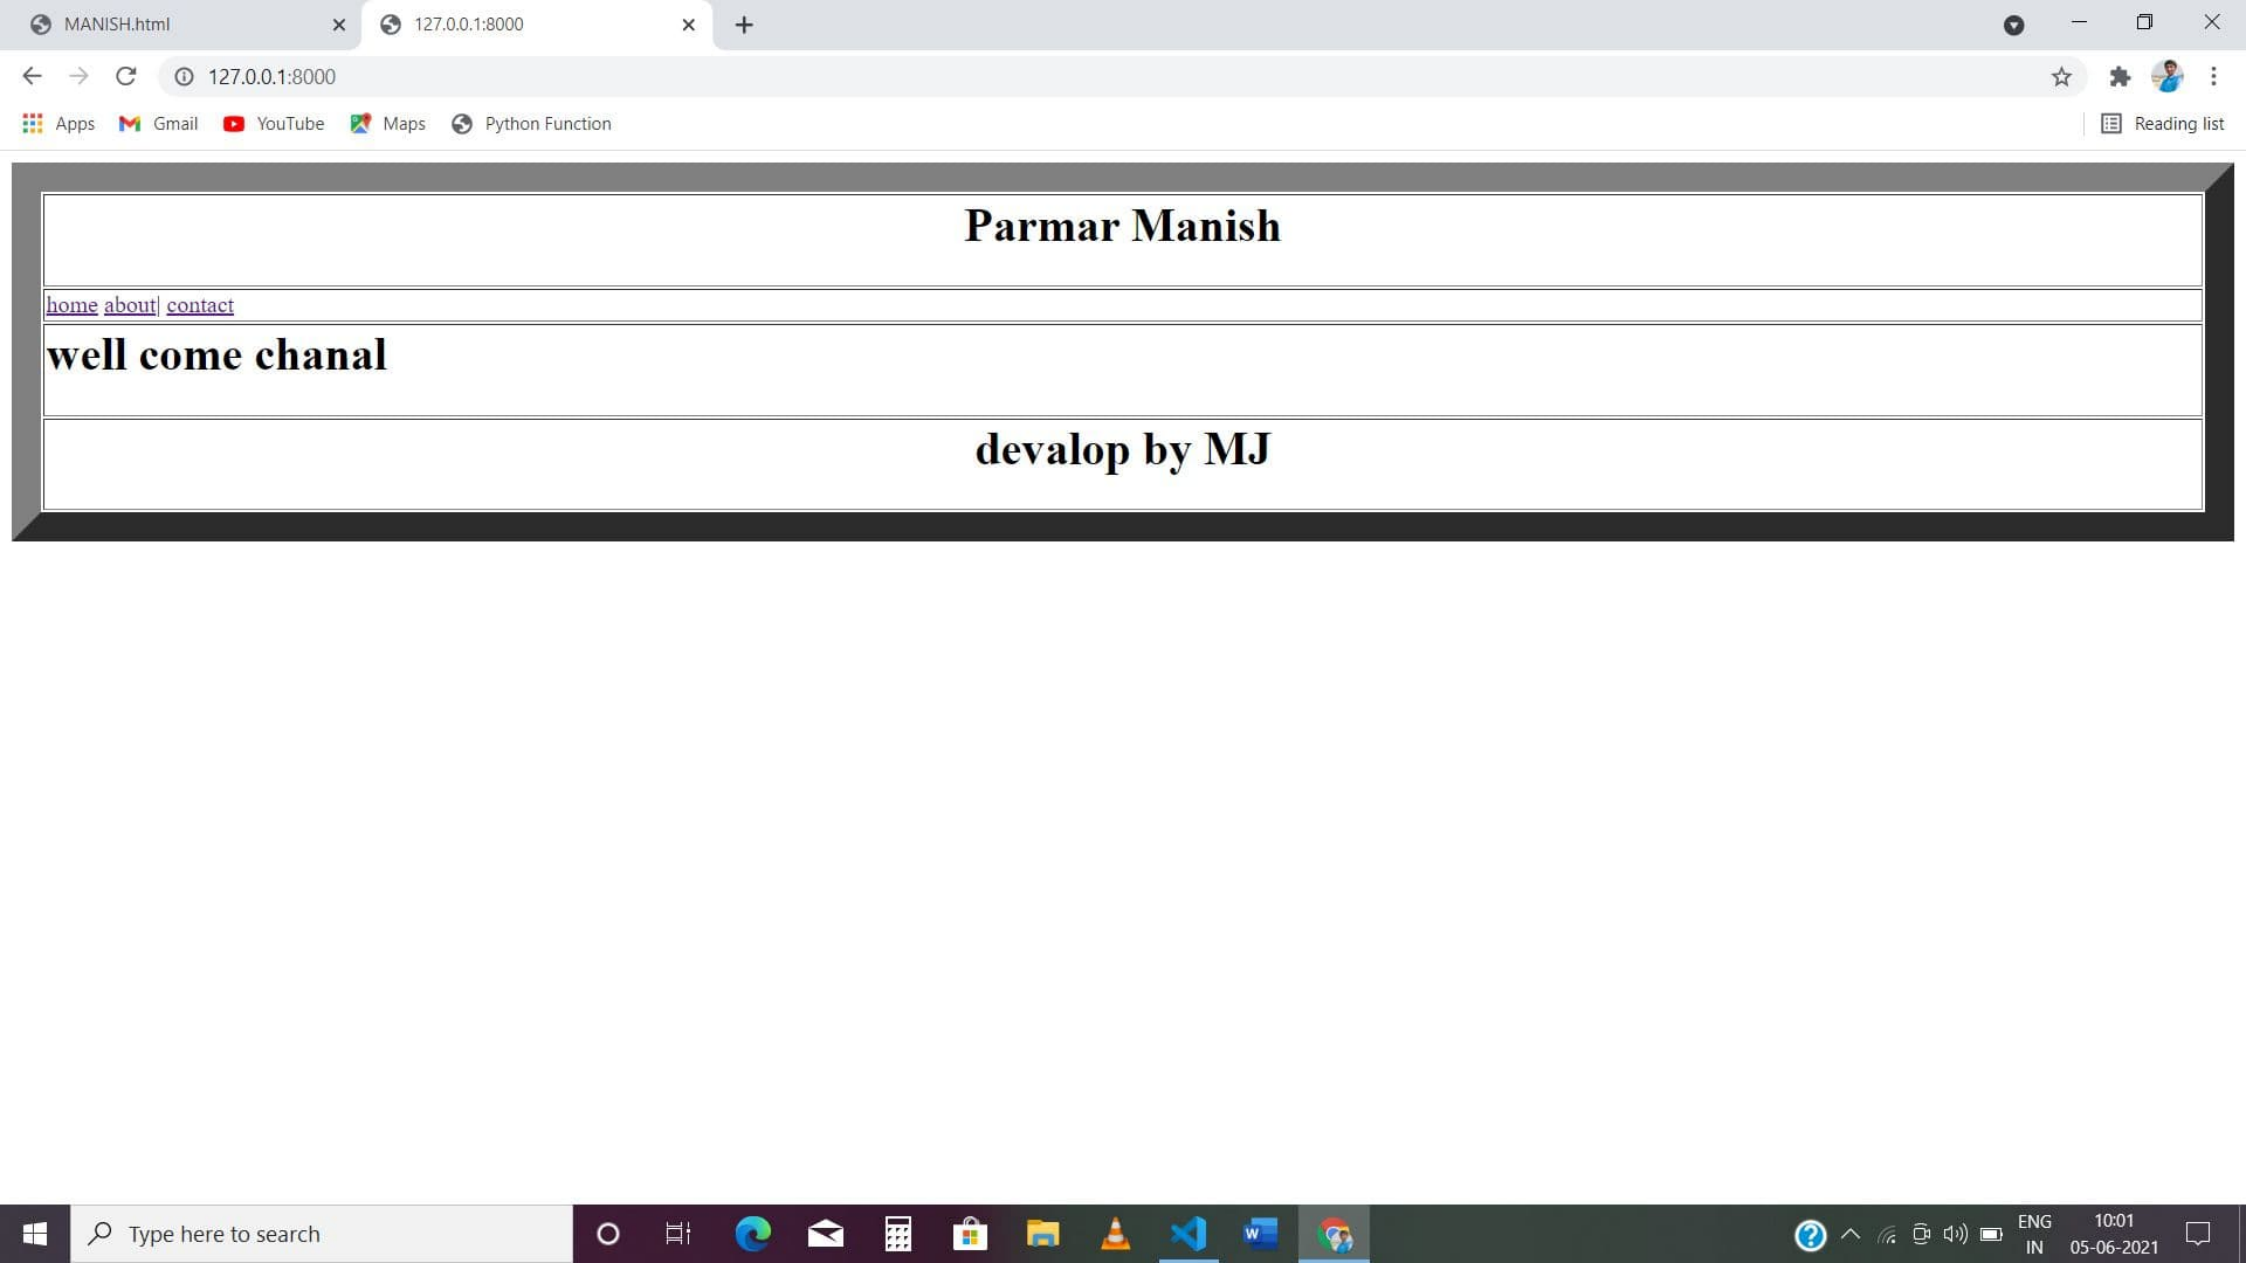 MANISH.html
127.0.0.1:8000
127.0.0.1:8000
Apps Gmail YouTube Maps Python Function Reading list
Parmar Manish
home about| contact
well come chanal
devalop by MJ
Type here to search
ENG 10:01
IN 05-06-2021